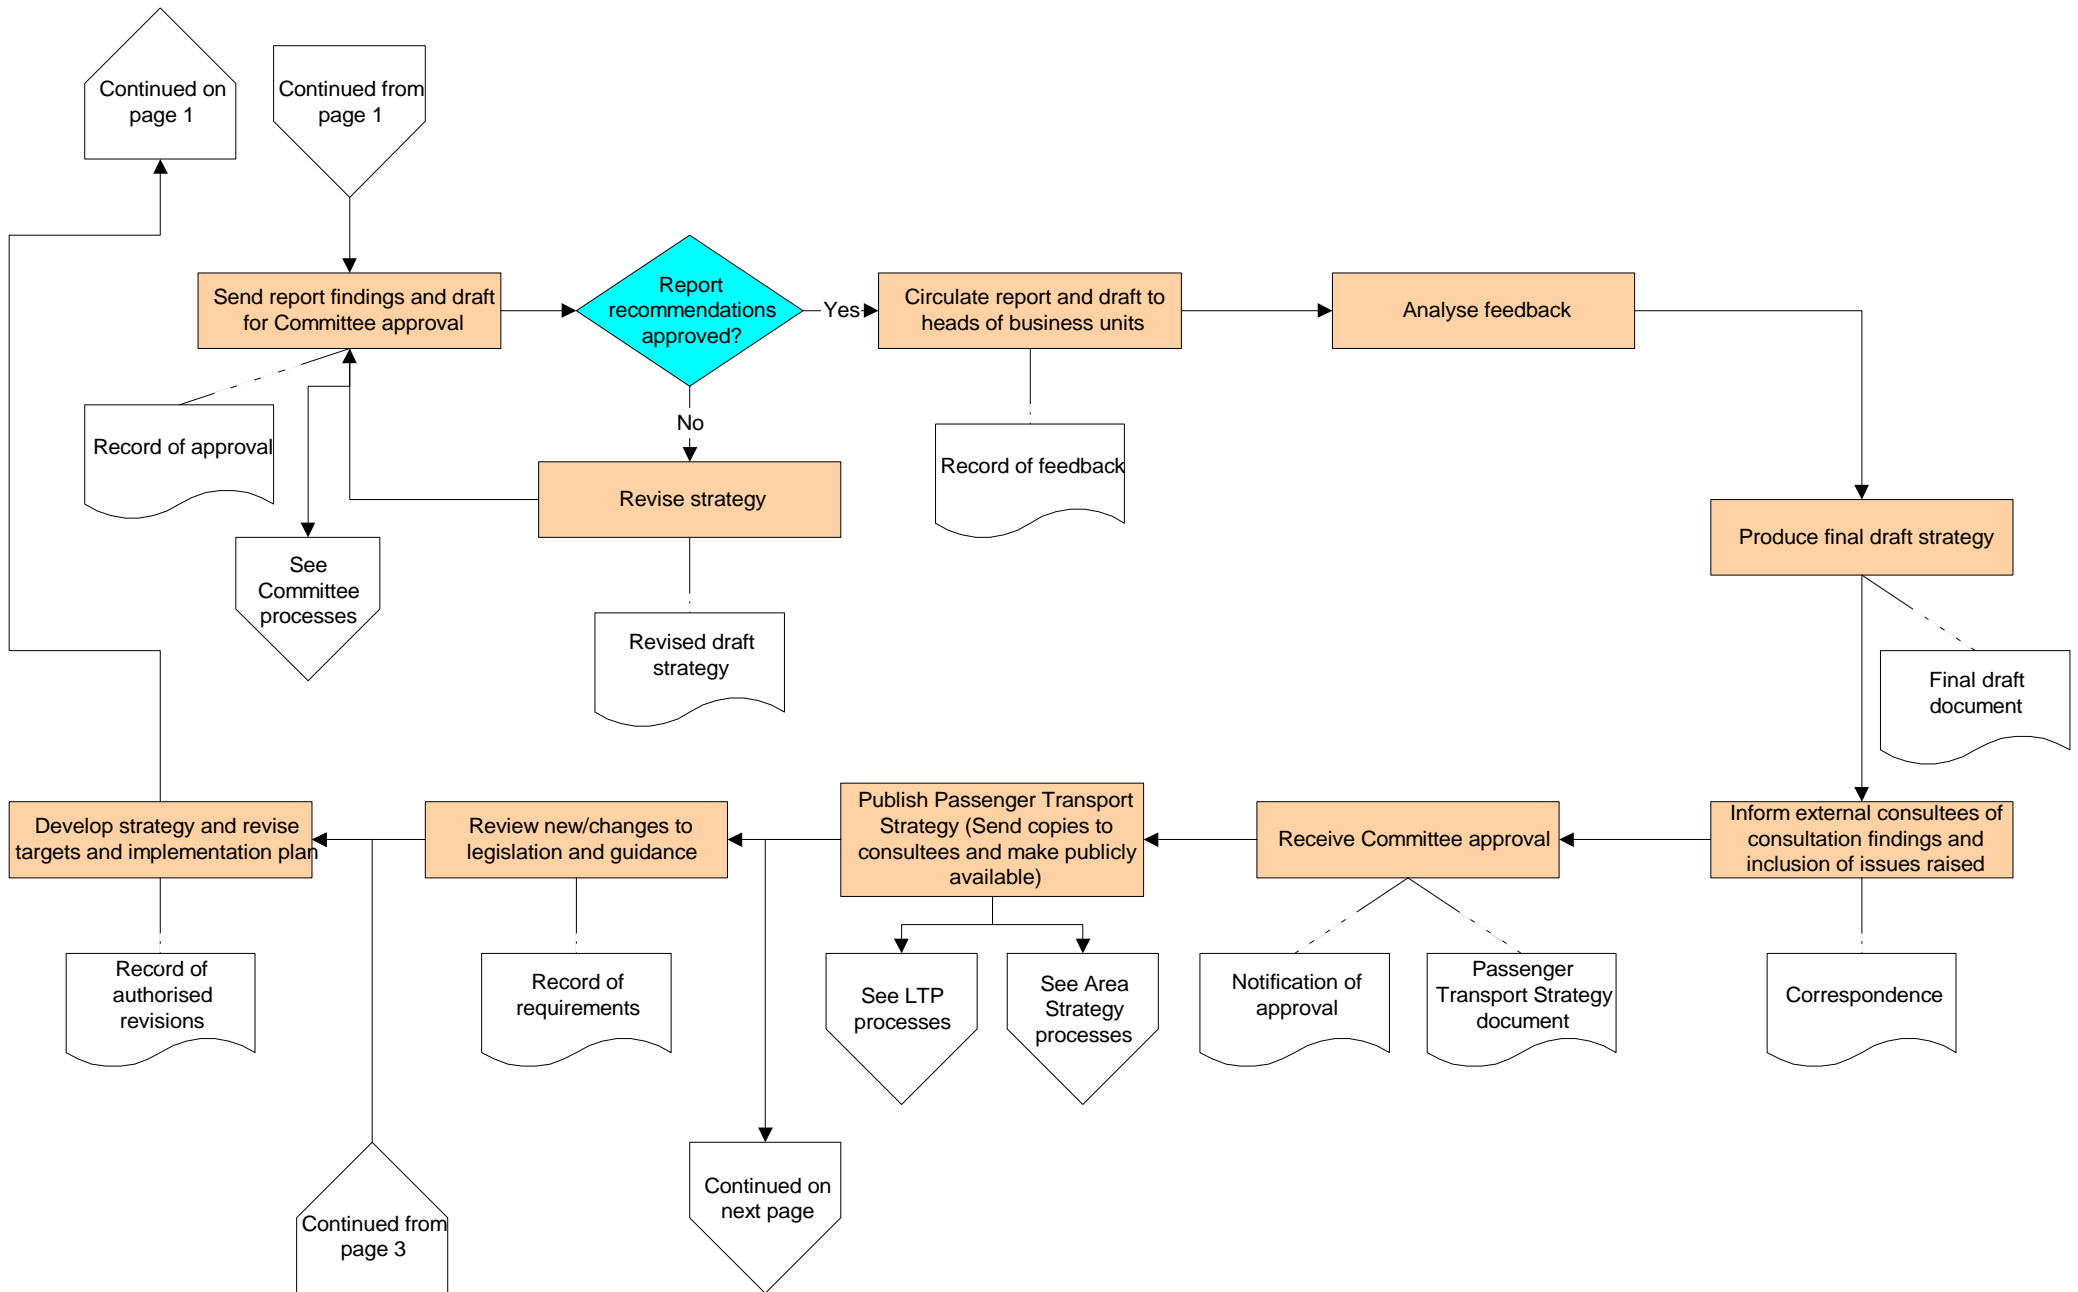 Continued on
page 1
Continued from
page 1
Send report findings and draft
for Committee approval
Report
recommendations
approved?
Yes
Circulate report and draft to
heads of business units
Analyse feedback
Record of approval
No
Record of feedback
Revise strategy
Produce final draft strategy
See
Committee
processes
Revised draft
strategy
Final draft
document
Develop strategy and revise
targets and implementation plan
Review new/changes to
legislation and guidance
Publish Passenger Transport
Strategy (Send copies to
consultees and make publicly
available)
Receive Committee approval
Inform external consultees of
consultation findings and
inclusion of issues raised
Record of
authorised
revisions
Record of
requirements
See LTP
processes
See Area
Strategy
processes
Notification of
approval
Passenger
Transport Strategy
document
Correspondence
Continued from
page 3
Continued on
next page